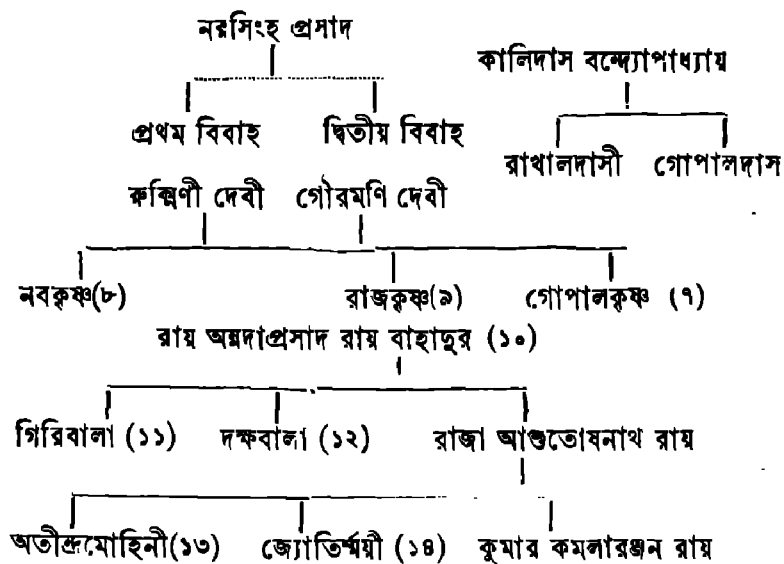 নরসিংহ প্রসাদ
কালিদাস বন্দ্যোপাধ্যায়
প্রথম বিবাহ দ্বিতীয় বিবাহ
রাখালদাসী গোপালদাস
রুক্মিণী দেবী গৌরমণি দেবী
নবকৃষ্ণ(৮) রাজকৃষ্ণ(৯) গোপালকৃষ্ণ (৭)
রায় অন্নদাপ্রসাদ রায় বাহাদুর (১০)
গিরিবালা (১১) দক্ষবালা (১২) রাজা আশুতোষনাথ রায়
অতীন্দ্রমোহিনী(১৩) জ্যোতির্ম্ময়ী (১৪) কুমার কমলারঞ্জন রায়